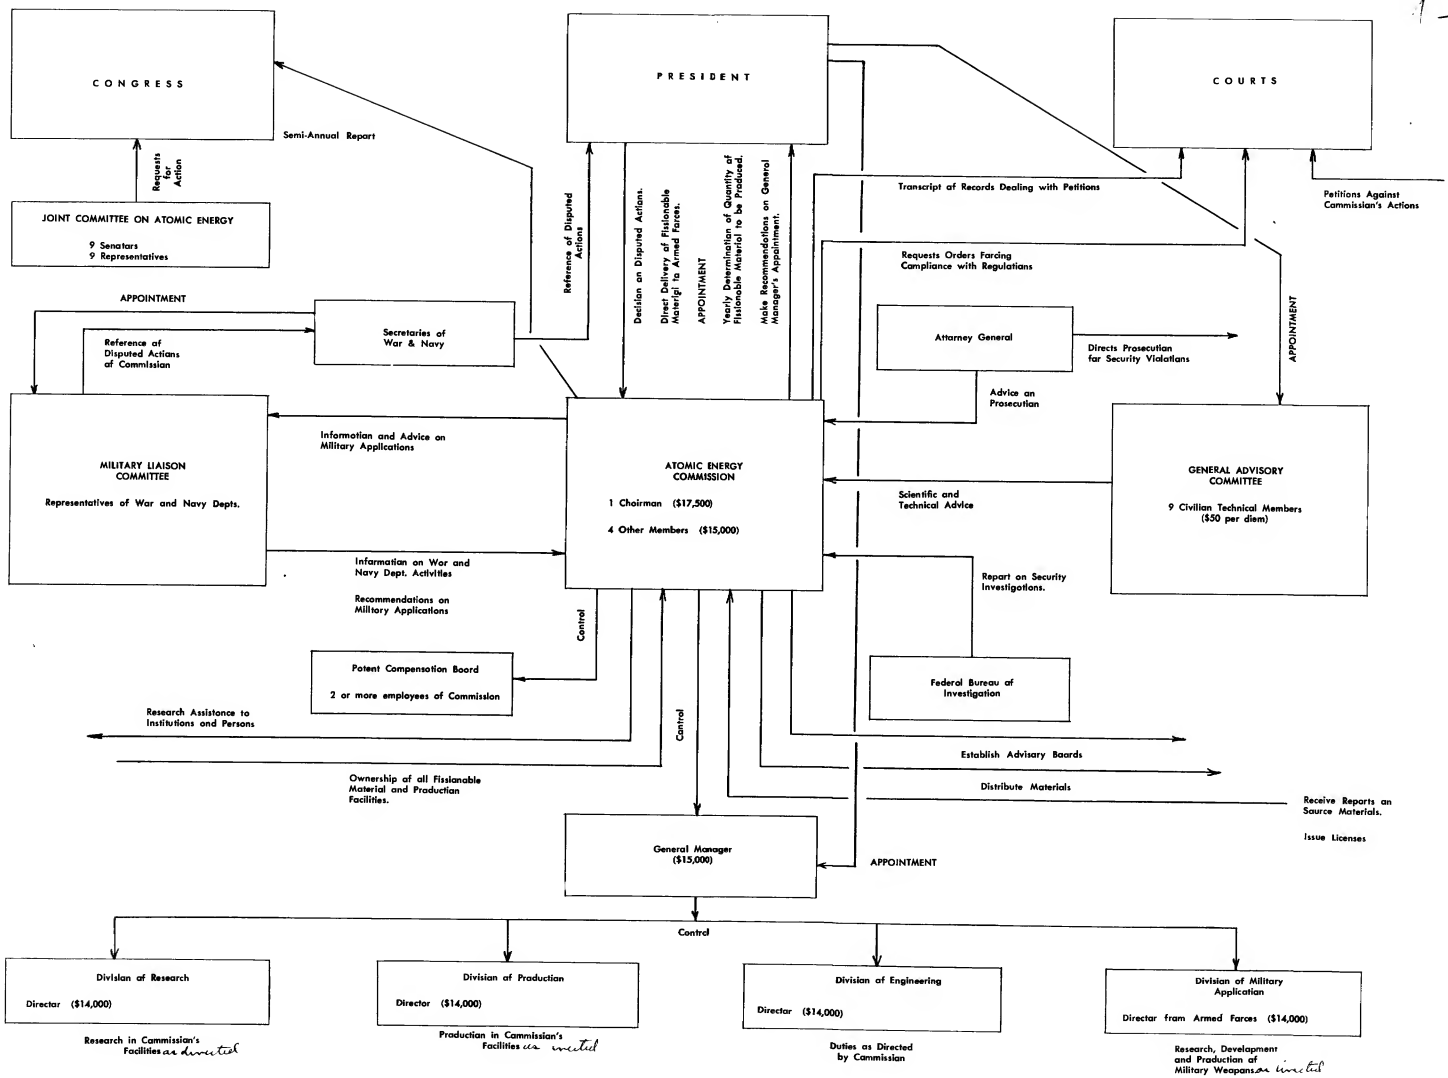 CONGRESS
PRESIDENT
COURTS
Semi-Annual Report
Requests
for
Action
JOINT COMMITTEE ON ATOMIC ENERGY
9 Senators
9 Representatives
Reference of Disputed
Actions
Decision on Disputed Actions.
Direct Delivery of Fissionable
Material to Armed Forces.
APPOINTMENT
Yearly Determination of Quantity of
Fissionable Material to be Produced.
Make Recommendations on General
Manager's Appointment.
Transcript of Records Dealing with Petitions
Petitions Against
Commission's Actions
Requests Orders Forcing
Compliance with Regulations
APPOINTMENT
Reference of
Disputed Actions
of Commission
Secretaries of
War & Navy
Attorney General
Directs Prosecution
for Security Violations
APPOINTMENT
Advice on
Prosecution
Information and Advice on
Military Applications
MILITARY LIAISON
COMMITTEE
Representatives of War and Navy Depts.
ATOMIC ENERGY
COMMISSION
1 Chairman ($17,500)
4 Other Members ($15,000)
Scientific and
Technical Advice
GENERAL ADVISORY
COMMITTEE
9 Civilian Technical Members
($50 per diem)
Information on War and
Navy Dept. Activities
Recommendations on
Military Applications
Report on Security
Investigations.
Control
Patent Compensation Board
2 or more employees of Commission
Federal Bureau of
Investigation
Research Assistance to
Institutions and Persons
Control
Establish Advisory Boards
Ownership of all Fissionable
Material and Production
Facilities.
Distribute Materials
Receive Reports on
Source Materials.
Issue Licenses
General Manager
($15,000)
APPOINTMENT
Control
Division of Research
Director ($14,000)
Division of Production
Director ($14,000)
Division of Engineering
Director ($14,000)
Division of Military
Application
Director from Armed Forces ($14,000)
Research in Commission's
Facilities as directed
Production in Commission's
Facilities as
Duties as Directed
by Commission
Research, Development
and Production of
Military Weapons as